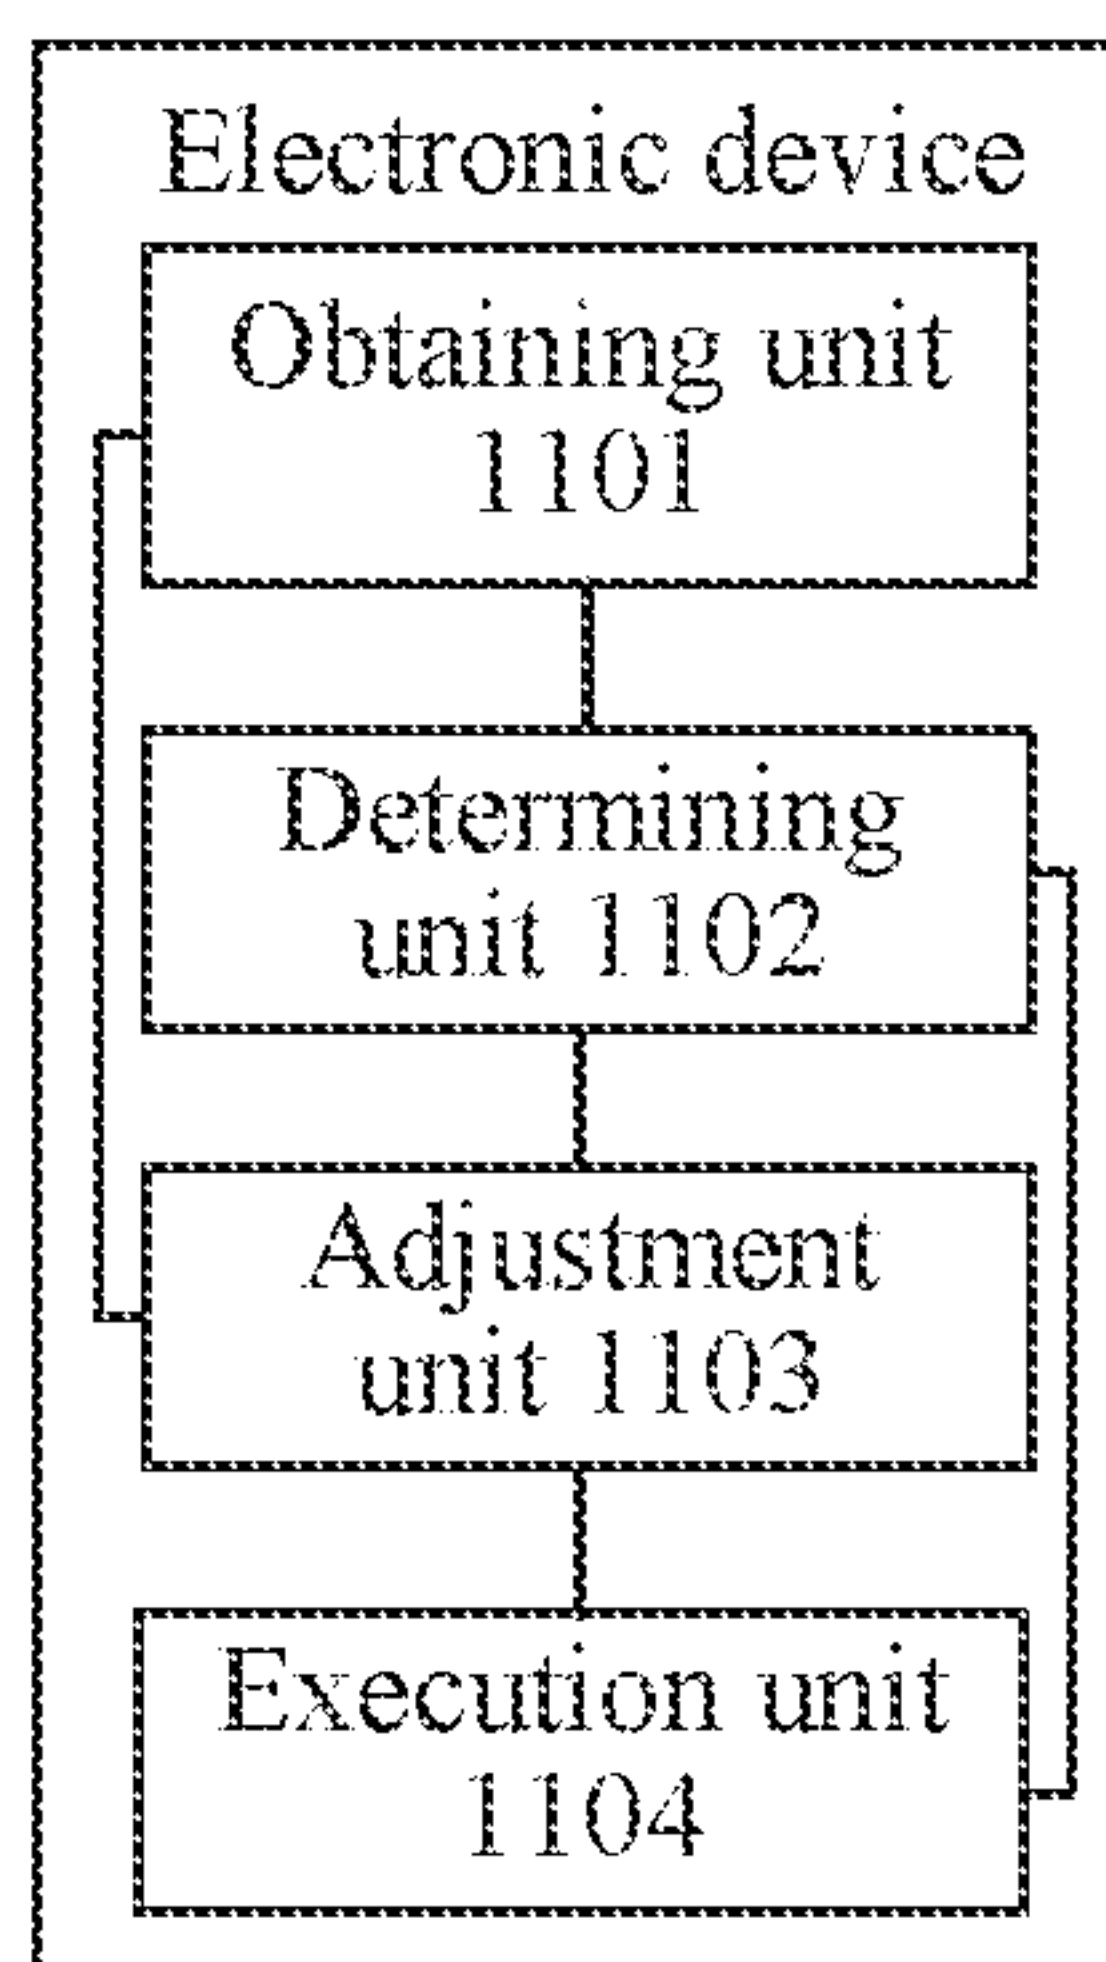 Electronic device
Obtaining unit
1101
Determining
unit 1102
Adjustment
unit 1103
Execution unit
1104